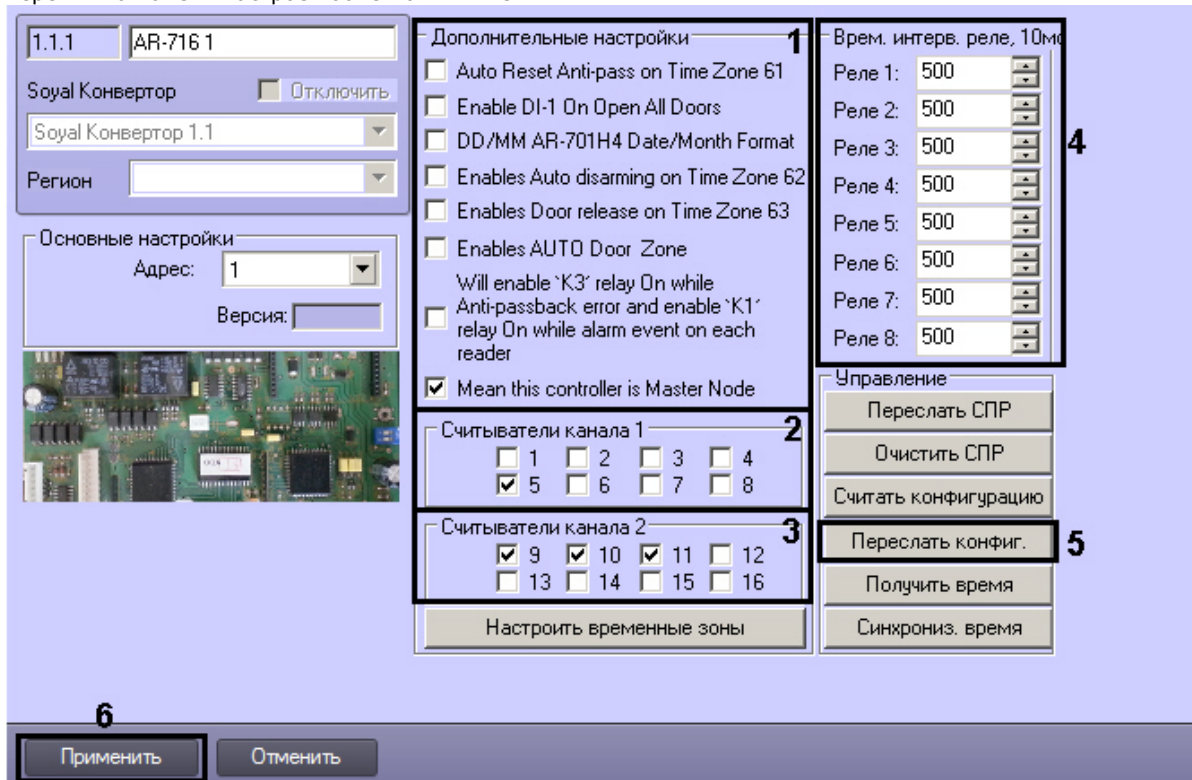 1.1.1 AR-716 1
Soyal Конвертор Отключить
Soyal Конвертор 1.1
Регион
Основные настройки
Адрес: 1
Версия:
Дополнительные настройки 1
Auto Reset Anti-pass on Time Zone 61
Enable DI-1 On Open All Doors
DD/MM AR-701H4 Date/Month Format
Enables Auto disarming on Time Zone 62
Enables Door release on Time Zone 63
Enables AUTO Door Zone
Will enable `K3´ relay On while
Anti-passback error and enable `K1´
relay On while alarm event on each
reader
Mean this controller is Master Node
Считыватели канала 1 2
1 2 3 4
5 6 7 8
Считыватели канала 2 3
9 10 11 12
13 14 15 16
Настроить временные зоны
Врем. интерв. реле, 10мс
Реле 1: 500
Реле 2: 500
Реле 3: 500
4
Реле 4: 500
Реле 5: 500
Реле 6: 500
Реле 7: 500
Реле 8: 500
Управление
Переслать СПР
Очистить СПР
Считать конфигурацию
Переслать конфиг. 5
Получить время
Синхрониз. время
6
Применить Отменить